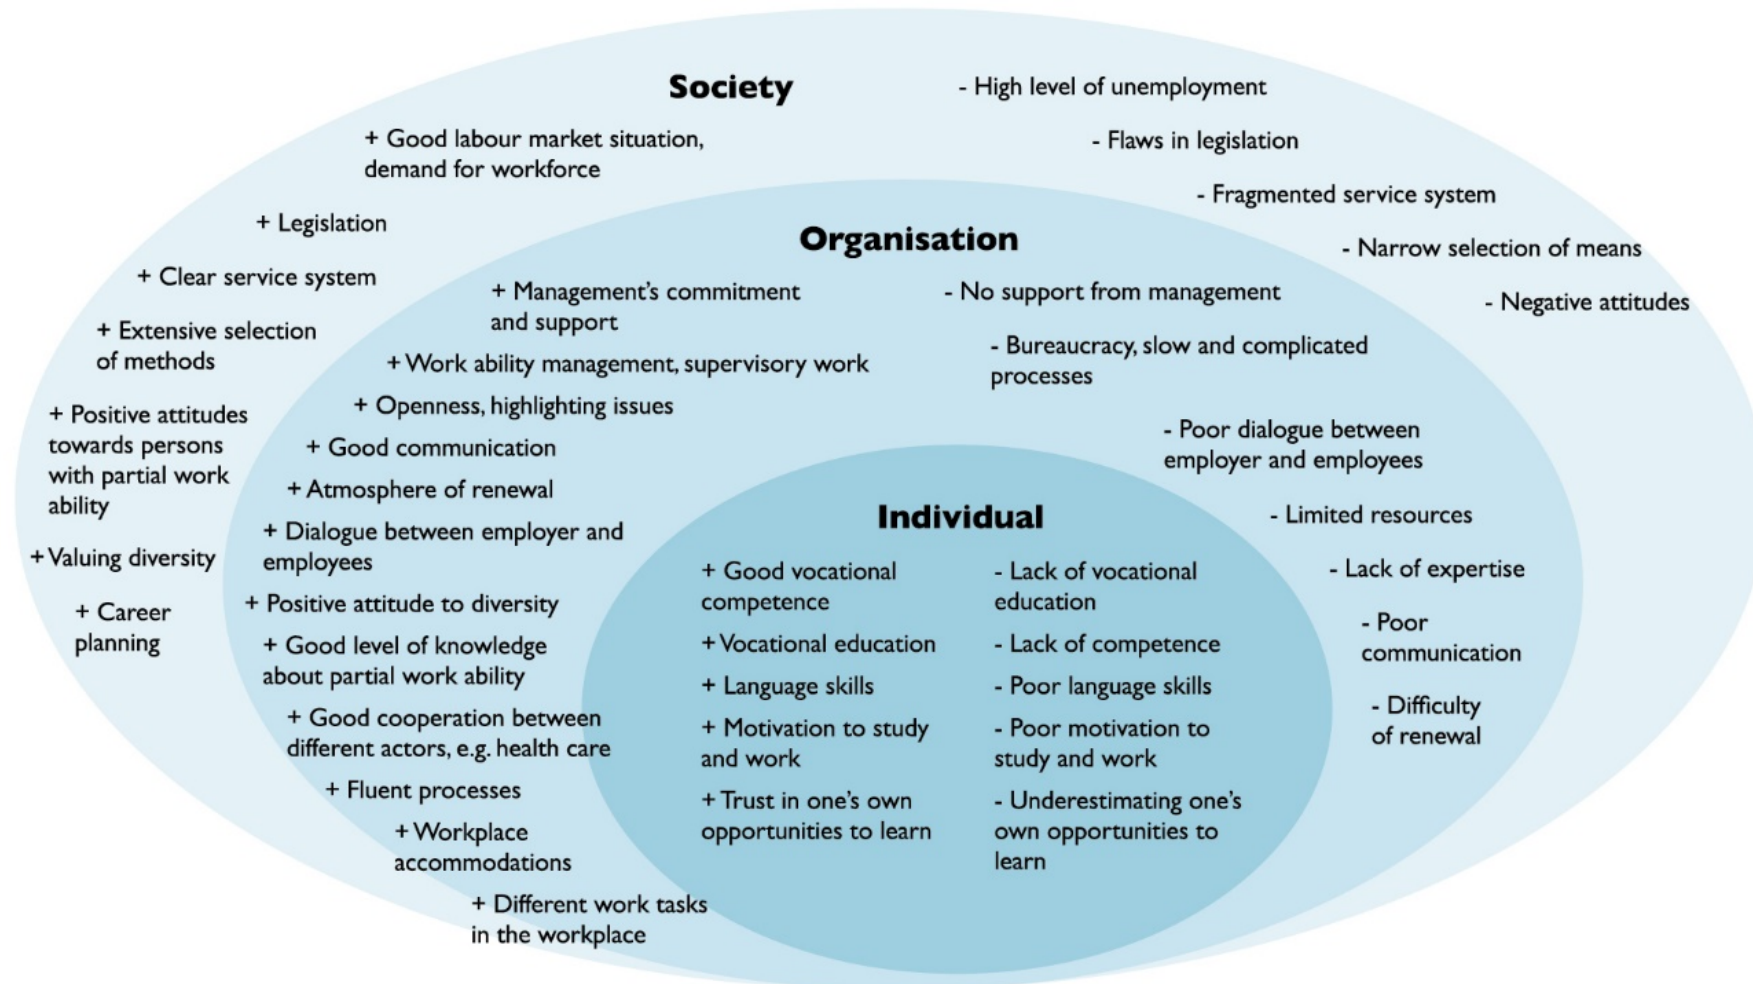 Society
+ Good labour market situation,
demand for workforce
+ Legislation
+ Clear service system
+ Extensive selection
of methods
+ Positive attitudes
towards persons
with partial work
ability
+ Valuing diversity
+ Career
planning
- High level of unemployment
- Flaws in legislation
- Fragmented service system
- Narrow selection of means
- Negative attitudes
Organisation
+ Management’s commitment
and support
+ Work ability management, supervisory work
+ Openness, highlighting issues
+ Good communication
+ Atmosphere of renewal
+ Dialogue between employer and
employees
+ Positive attitude to diversity
+ Good level of knowledge
about partial work ability
+ Good cooperation between
different actors, e.g. health care
+ Fluent processes
+ Workplace
accommodations
+ Different work tasks
in the workplace
- No support from management
- Bureaucracy, slow and complicated
processes
- Poor dialogue between
employer and employees
- Limited resources
- Lack of expertise
- Poor
communication
- Difficulty
of renewal
Individual
+ Good vocational
competence
+ Vocational education
+ Language skills
+ Motivation to study
and work
+ Trust in one’s own
opportunities to learn
- Lack of vocational
education
- Lack of competence
- Poor language skills
- Poor motivation to
study and work
- Underestimating one’s
own opportunities to
learn